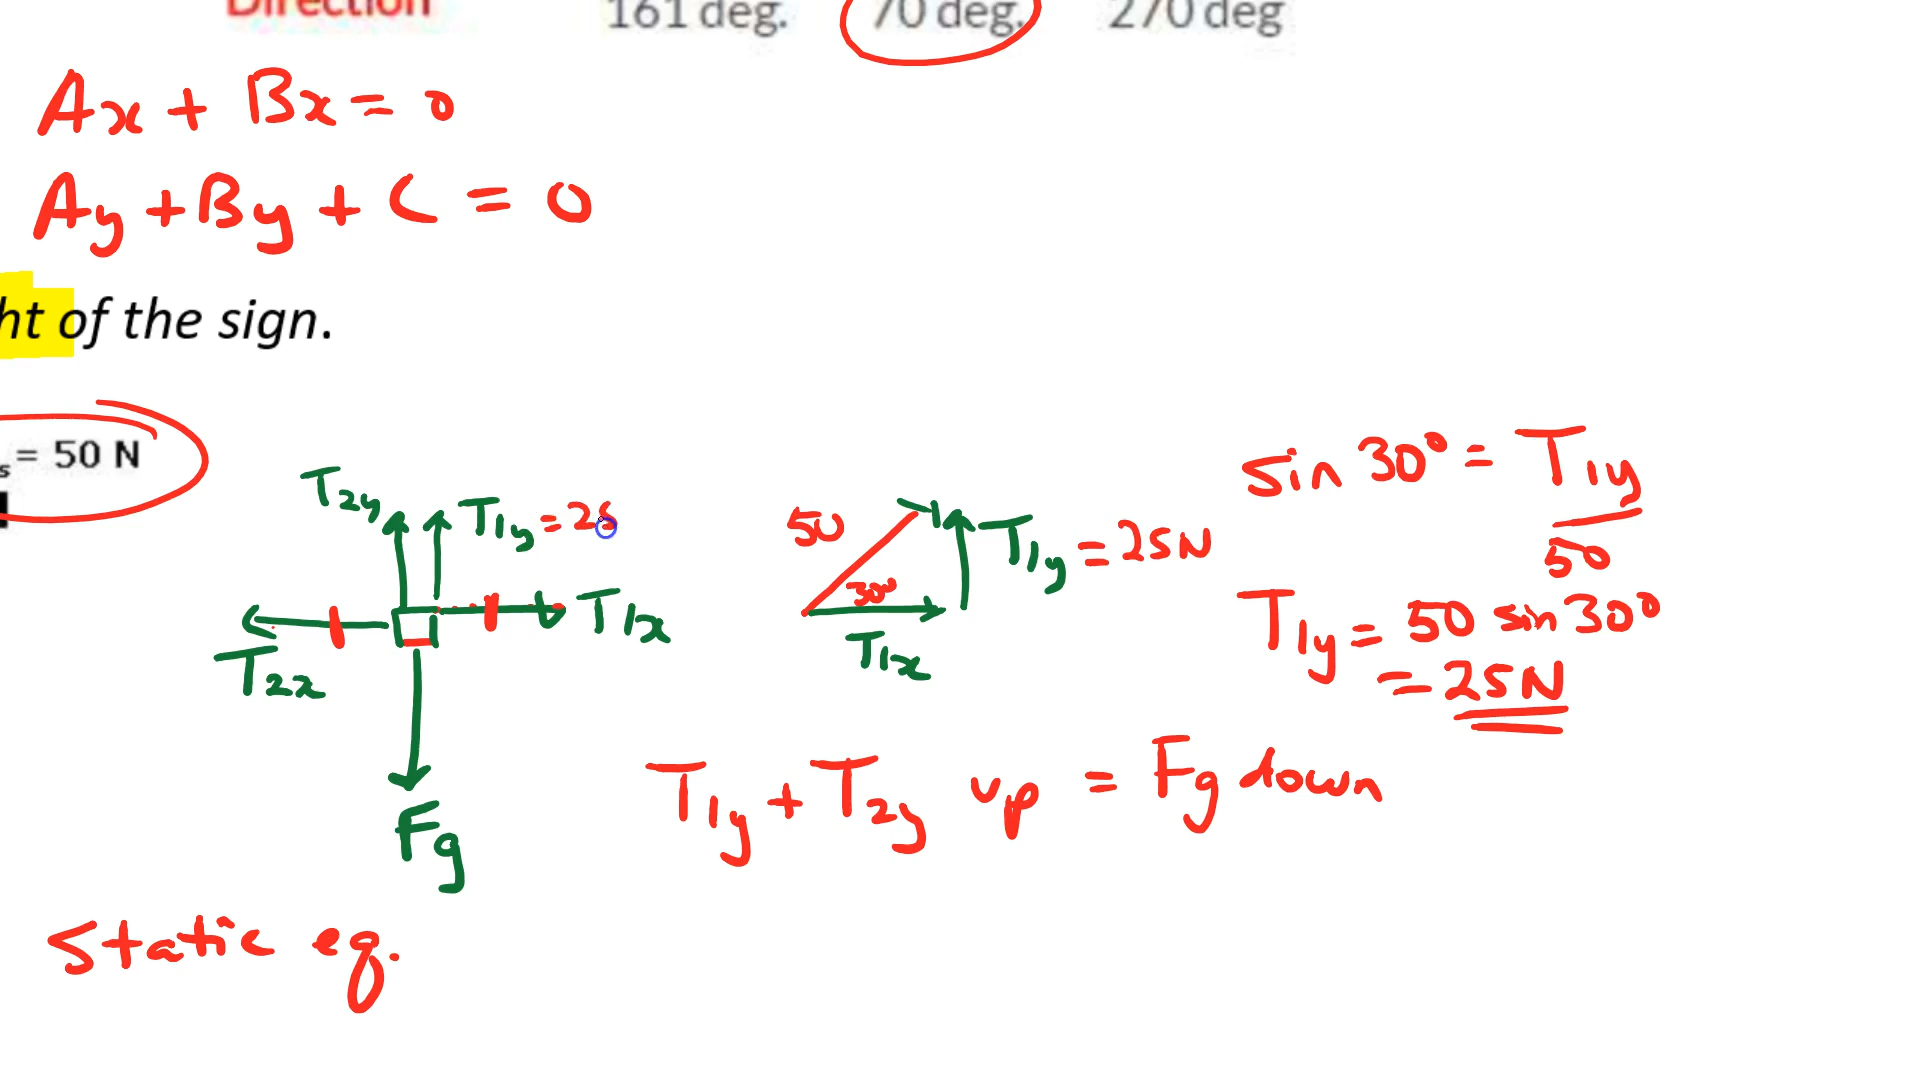 Direction 161 deg. 70 deg. 270 deg
Ax + Bx = 0
Ay + By + C = 0
ht of the sign.
s = 50 N
T2y
T1y = 25
T2x
T1x
Fg
50
30°
T1y = 25N
T1x
sin 30° = T1y
50
T1y = 50 sin 30°
= 25N
T1y + T2y up = Fg down
Static eq.